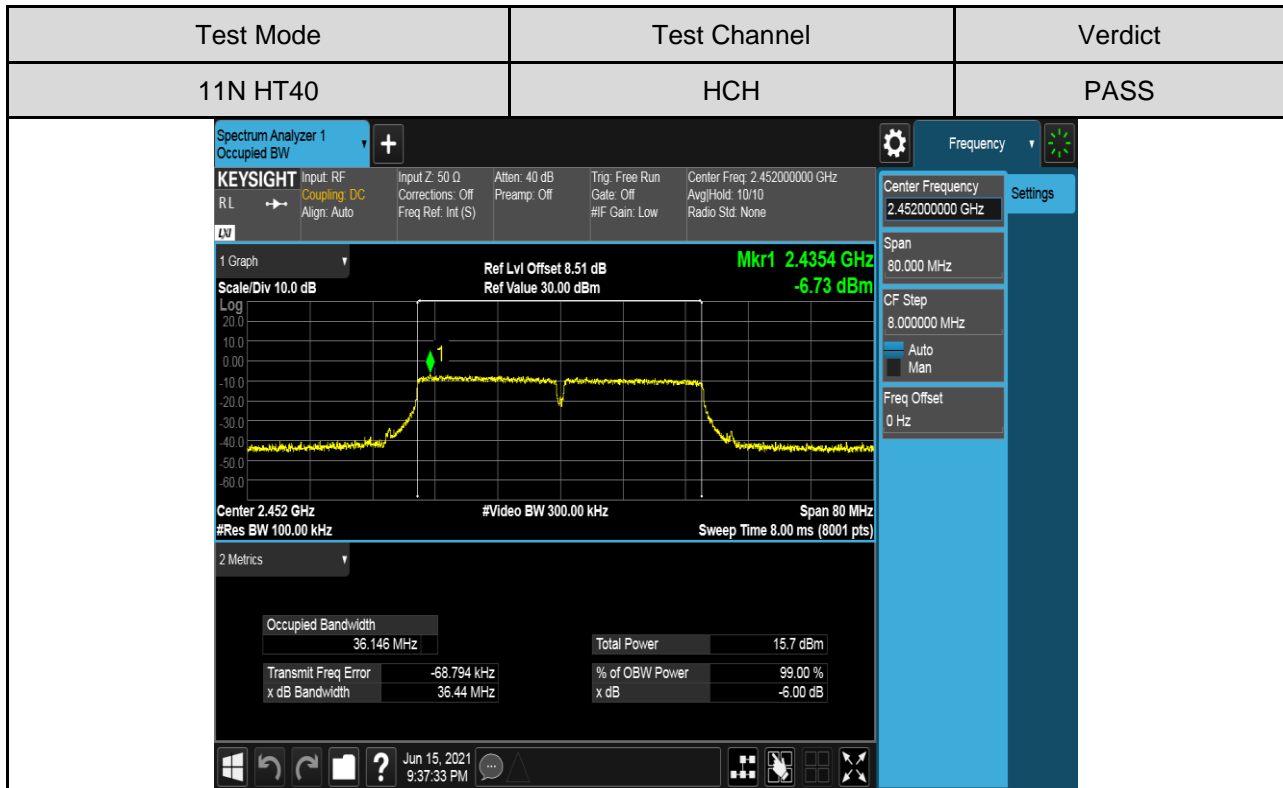 Test Mode Test Channel Verdict
11N HT40 HCH PASS
Spectrum Analyzer 1
Occupied BW
+
Frequency
KEYSIGHT Input: RF Input Z: 50 Ω Atten: 40 dB Trig: Free Run Center Freq: 2.452000000 GHz
RL Coupling: DC Corrections: Off Preamp: Off Gate: Off Avg|Hold: 10/10
Align: Auto Freq Ref: Int (S) #IF Gain: Low Radio Std: None
LXI
Center Frequency
2.452000000 GHz
Settings
Span
80.000 MHz
CF Step
8.000000 MHz
Auto
Man
Freq Offset
0 Hz
1 Graph Ref Lvl Offset 8.51 dB Mkr1 2.4354 GHz
Scale/Div 10.0 dB Ref Value 30.00 dBm -6.73 dBm
Log
20.0
10.0
1
0.00
-10.0
-20.0
-30.0
-40.0
-50.0
-60.0
Center 2.452 GHz #Video BW 300.00 kHz Span 80 MHz
#Res BW 100.00 kHz Sweep Time 8.00 ms (8001 pts)
2 Metrics
Occupied Bandwidth
36.146 MHz Total Power 15.7 dBm
Transmit Freq Error -68.794 kHz % of OBW Power 99.00 %
x dB Bandwidth 36.44 MHz x dB -6.00 dB
? Jun 15, 2021
9:37:33 PM